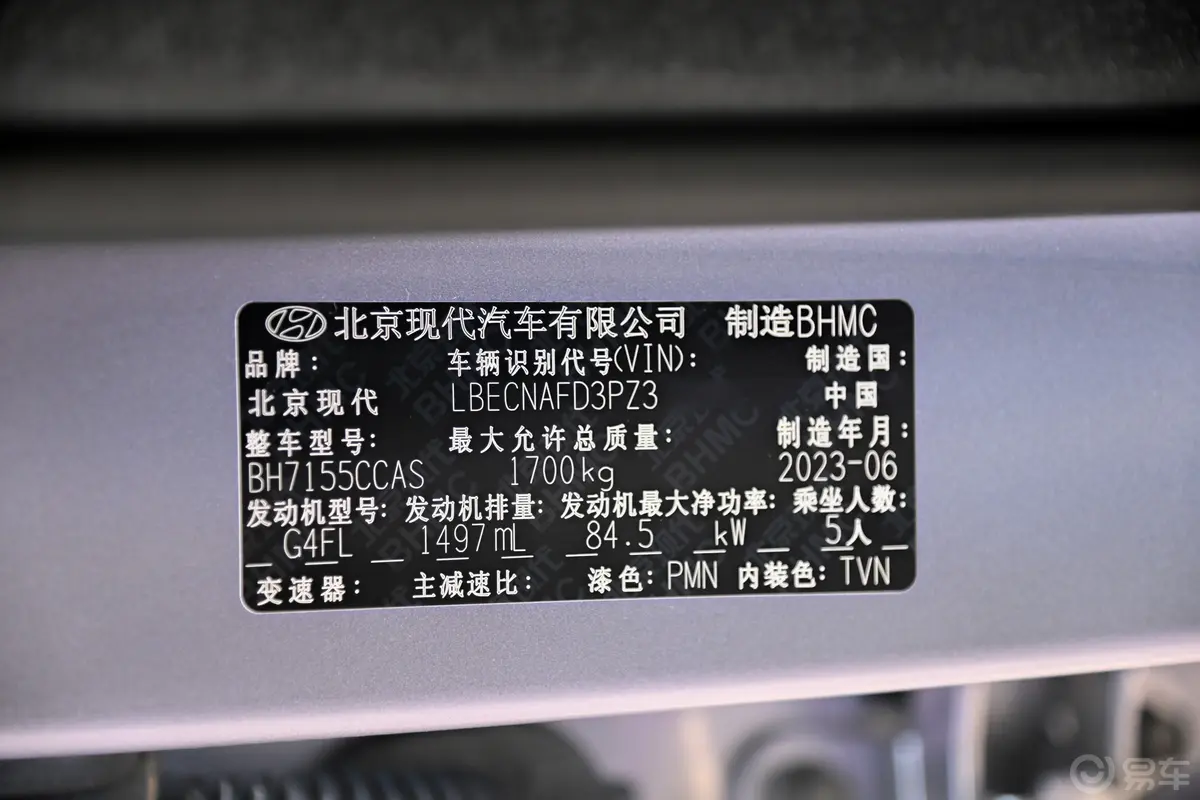 北京现代汽车有限公司 制造BHMC
品牌: 车辆识别代号(VIN): 制造国:
北京现代 LBECNAFD3PZ3 中国
整车型号: 最大允许总质量: 制造年月:
BH7155CCAS 1700kg 2023-06
发动机型号: 发动机排量: 发动机最大净功率: 乘坐人数:
G4FL 1497mL 84.5 kW 5人
变速器: 主减速比: 漆色: PMN 内装色: TVN
易车